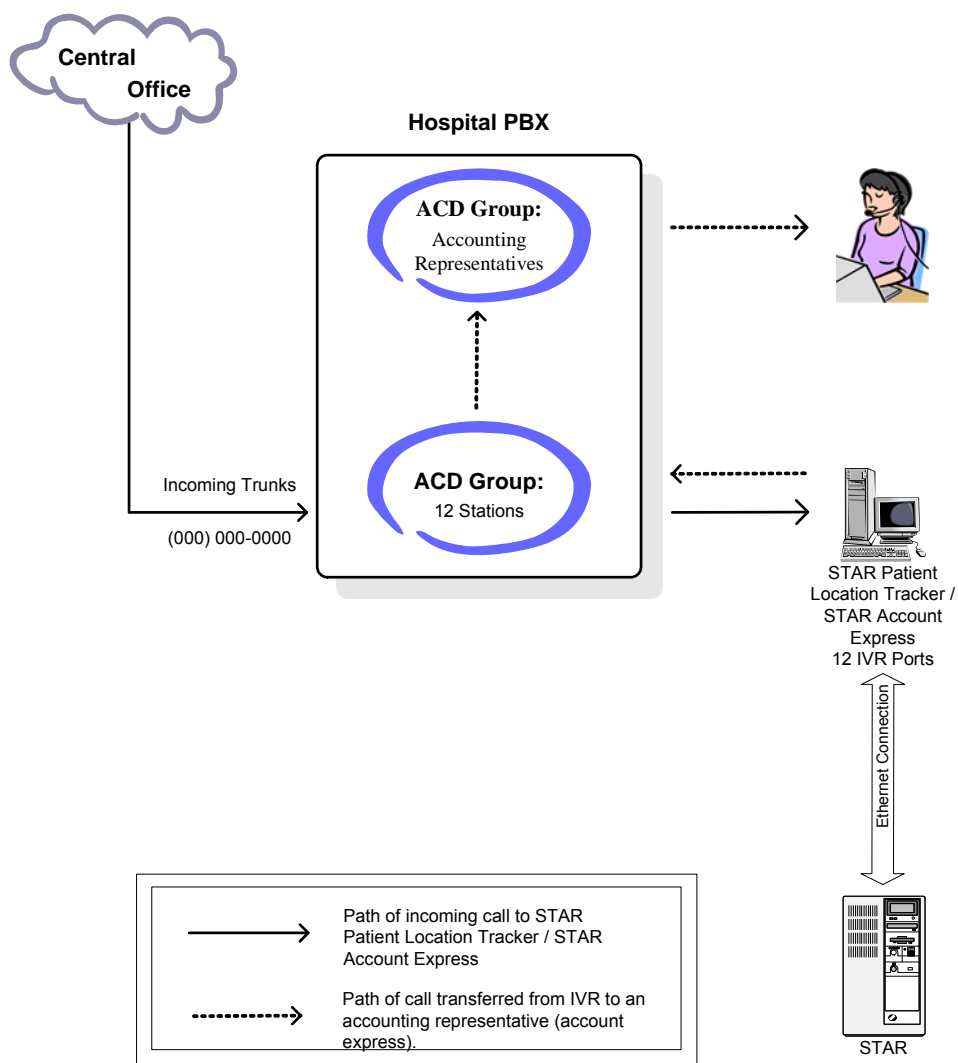 Central
Office
Hospital PBX
ACD Group:
Accounting
Representatives
ACD Group:
12 Stations
Incoming Trunks
(000) 000-0000
STAR Patient
Location Tracker /
STAR Account
Express
12 IVR Ports
Ethernet Connection
STAR
Path of incoming call to STAR
Patient Location Tracker / STAR
Account Express
Path of call transferred from IVR to an
accounting representative (account
express).